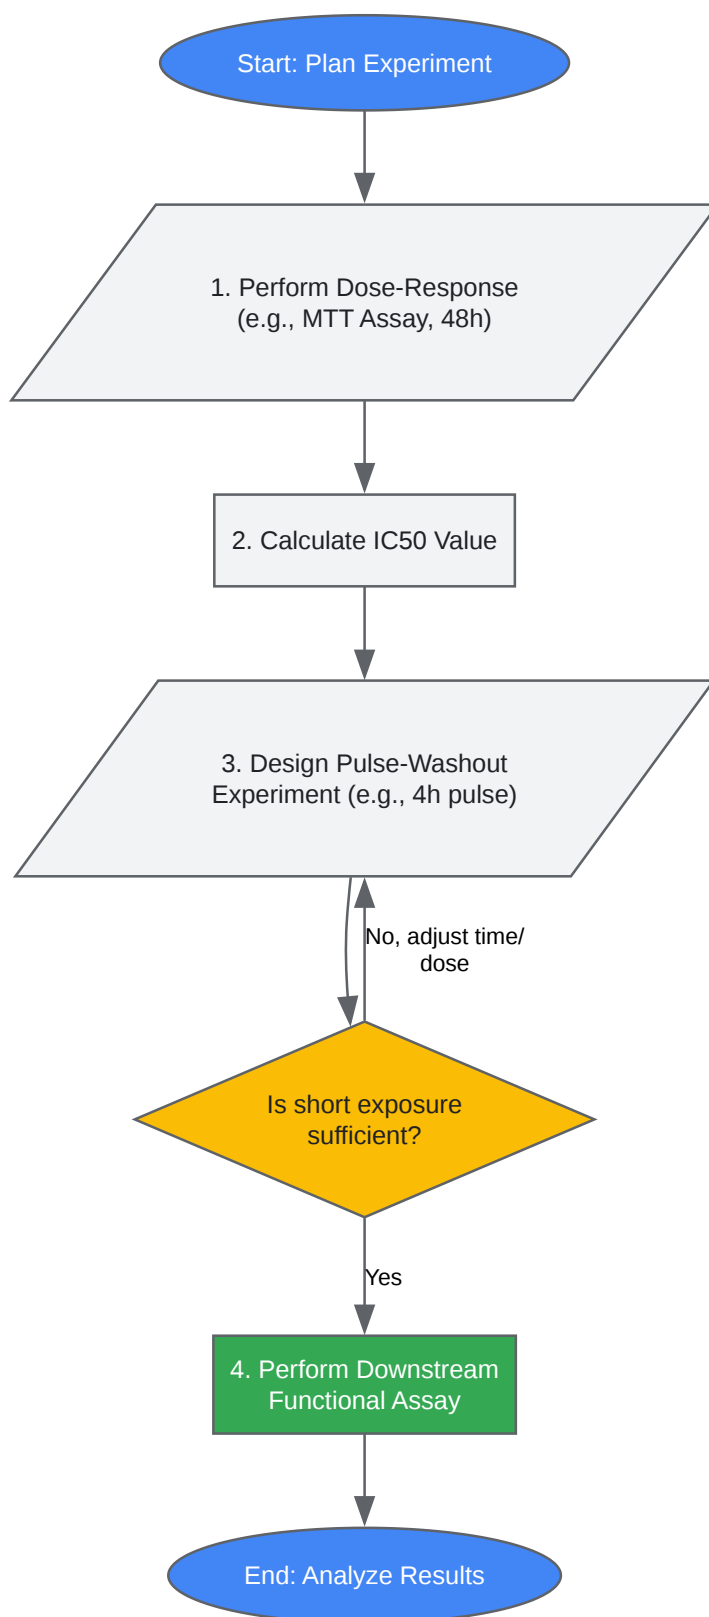 Start: Plan Experiment
1. Perform Dose-Response
(e.g., MTT Assay, 48h)
2. Calculate IC50 Value
3. Design Pulse-Washout
Experiment (e.g., 4h pulse)
No, adjust time/
dose
Is short exposure
sufficient?
Yes
4. Perform Downstream
Functional Assay
End: Analyze Results